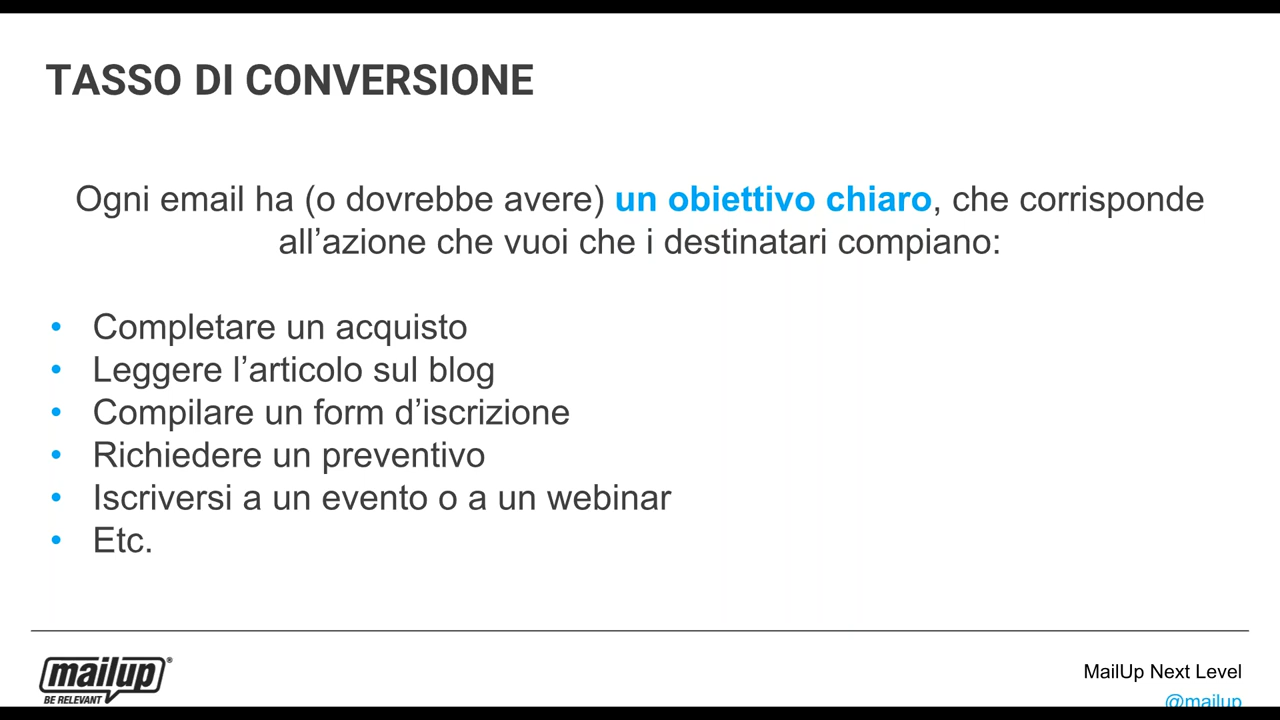 TASSO DI CONVERSIONE
Ogni email ha (o dovrebbe avere) un obiettivo chiaro, che corrisponde
all’azione che vuoi che i destinatari compiano:
• Completare un acquisto
• Leggere l’articolo sul blog
• Compilare un form d’iscrizione
• Richiedere un preventivo
• Iscriversi a un evento o a un webinar
• Etc.
mailup®
BE RELEVANT
MailUp Next Level
@mailup